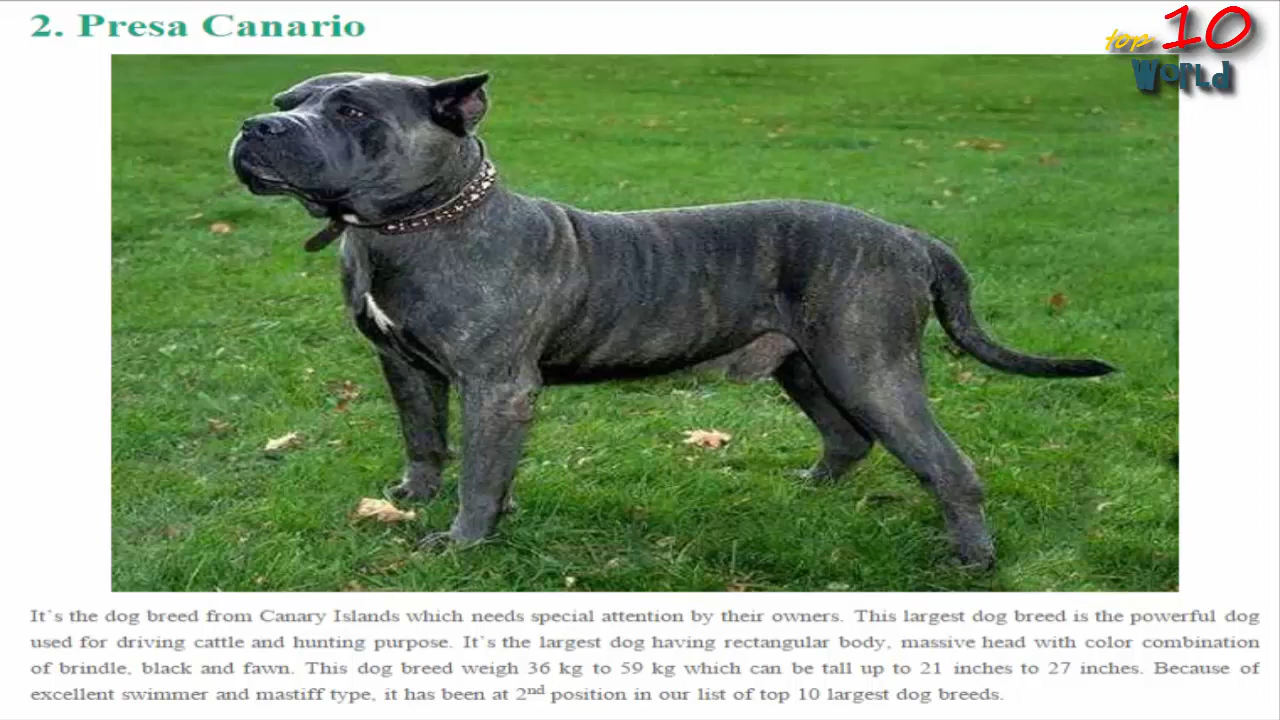 2. Presa Canario
top 10
World
It`s the dog breed from Canary Islands which needs special attention by their owners. This largest dog breed is the powerful dog
used for driving cattle and hunting purpose. It`s the largest dog having rectangular body, massive head with color combination
of brindle, black and fawn. This dog breed weigh 36 kg to 59 kg which can be tall up to 21 inches to 27 inches. Because of
excellent swimmer and mastiff type, it has been at 2nd position in our list of top 10 largest dog breeds.